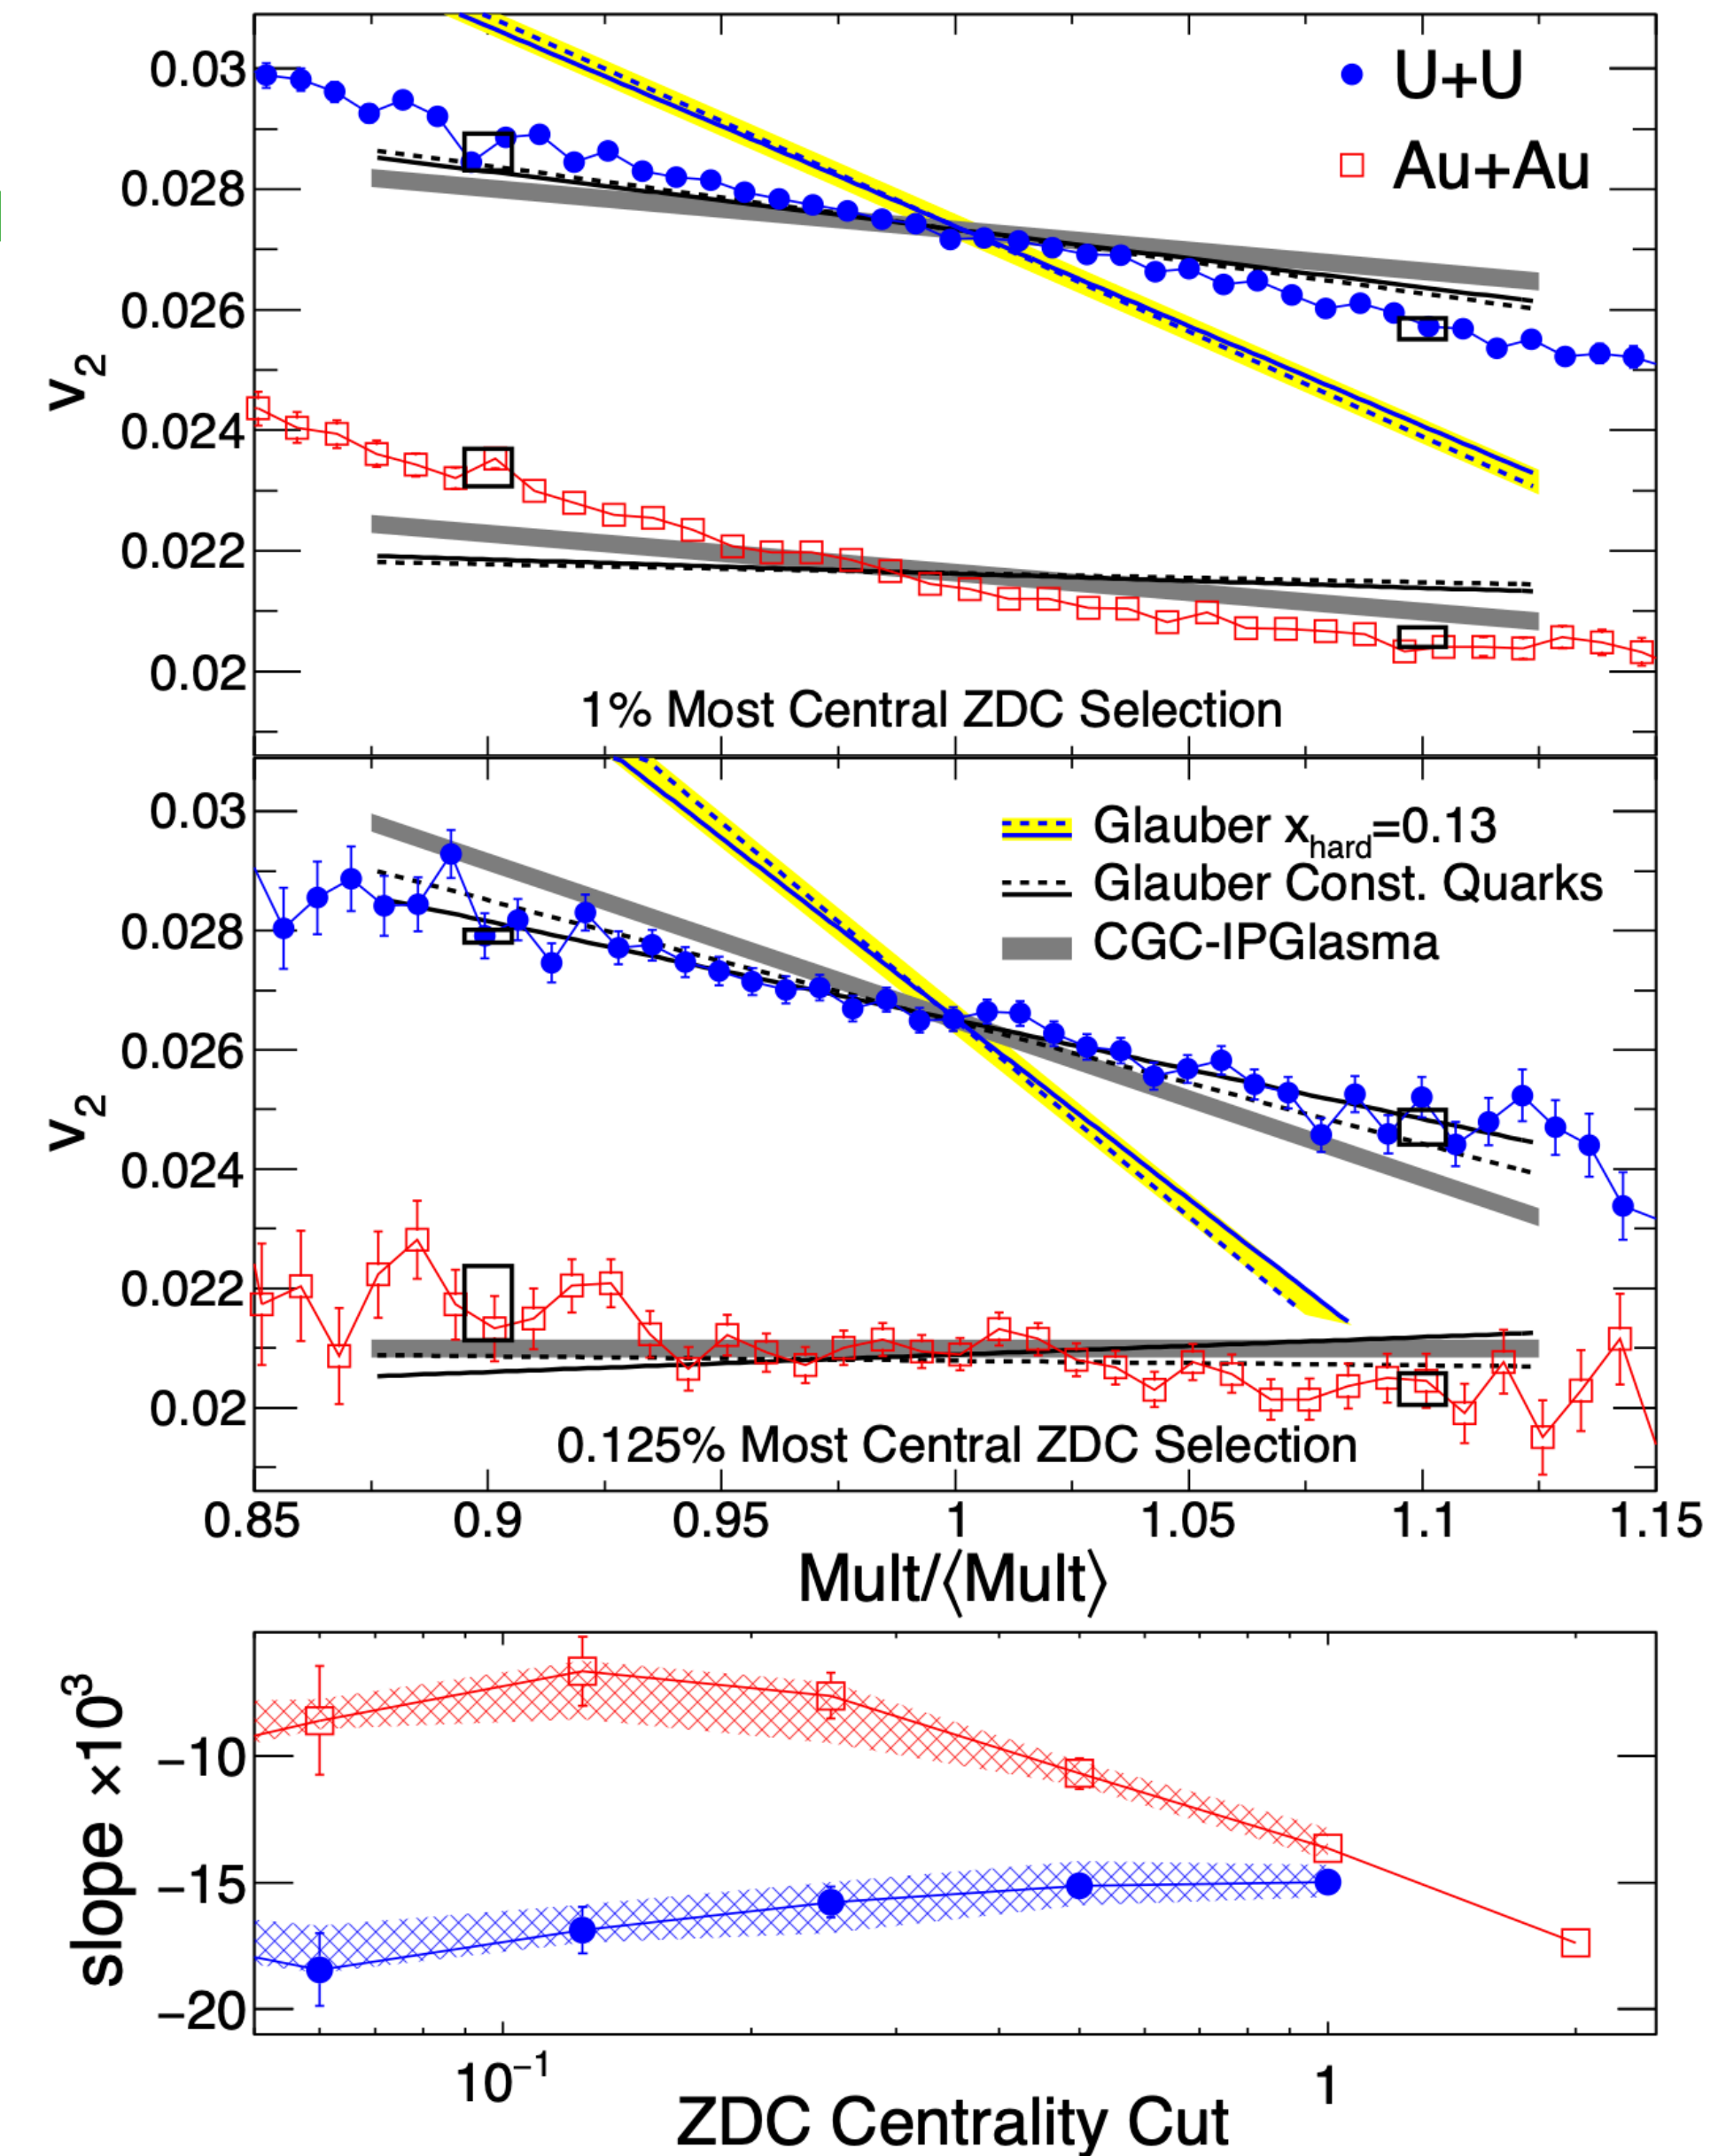 0.03
0.028
0.026
0.024
0.022
0.02
v2
U+U
Au+Au
1% Most Central ZDC Selection
0.03
0.028
0.026
0.024
0.022
0.02
v2
Glauber xhard=0.13
Glauber Const. Quarks
CGC-IPGlasma
0.125% Most Central ZDC Selection
0.85 0.9 0.95 1 1.05 1.1 1.15
Mult/⟨Mult⟩
−10
−15
−20
slope ×10³
10⁻¹ 1
ZDC Centrality Cut